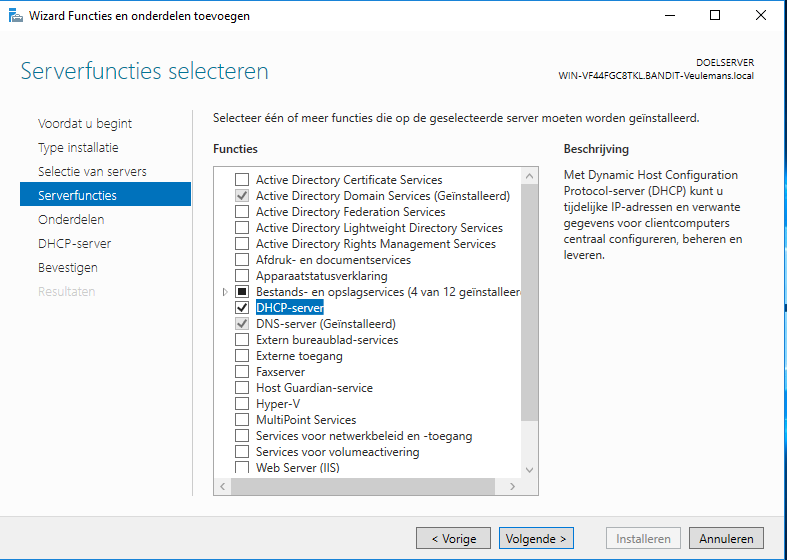 Wizard Functies en onderdelen toevoegen
Serverfuncties selecteren
DOELSERVER
WIN-VF44FGC8TKL.BANDIT-Veulemans.local
Voordat u begint
Type installatie
Selectie van servers
Serverfuncties
Onderdelen
DHCP-server
Bevestigen
Resultaten
Selecteer één of meer functies die op de geselecteerde server moeten worden geïnstalleerd.
Functies
Active Directory Certificate Services
Active Directory Domain Services (Geïnstalleerd)
Active Directory Federation Services
Active Directory Lightweight Directory Services
Active Directory Rights Management Services
Afdruk- en documentservices
Apparaatstatusverklaring
Bestands- en opslagservices (4 van 12 geïnstalleer
DHCP-server
DNS-server (Geïnstalleerd)
Extern bureaublad-services
Externe toegang
Faxserver
Host Guardian-service
Hyper-V
MultiPoint Services
Services voor netwerkbeleid en -toegang
Services voor volumeactivering
Web Server (IIS)
Beschrijving
Met Dynamic Host Configuration
Protocol-server (DHCP) kunt u
tijdelijke IP-adressen en verwante
gegevens voor clientcomputers
centraal configureren, beheren en
leveren.
< Vorige
Volgende >
Installeren
Annuleren